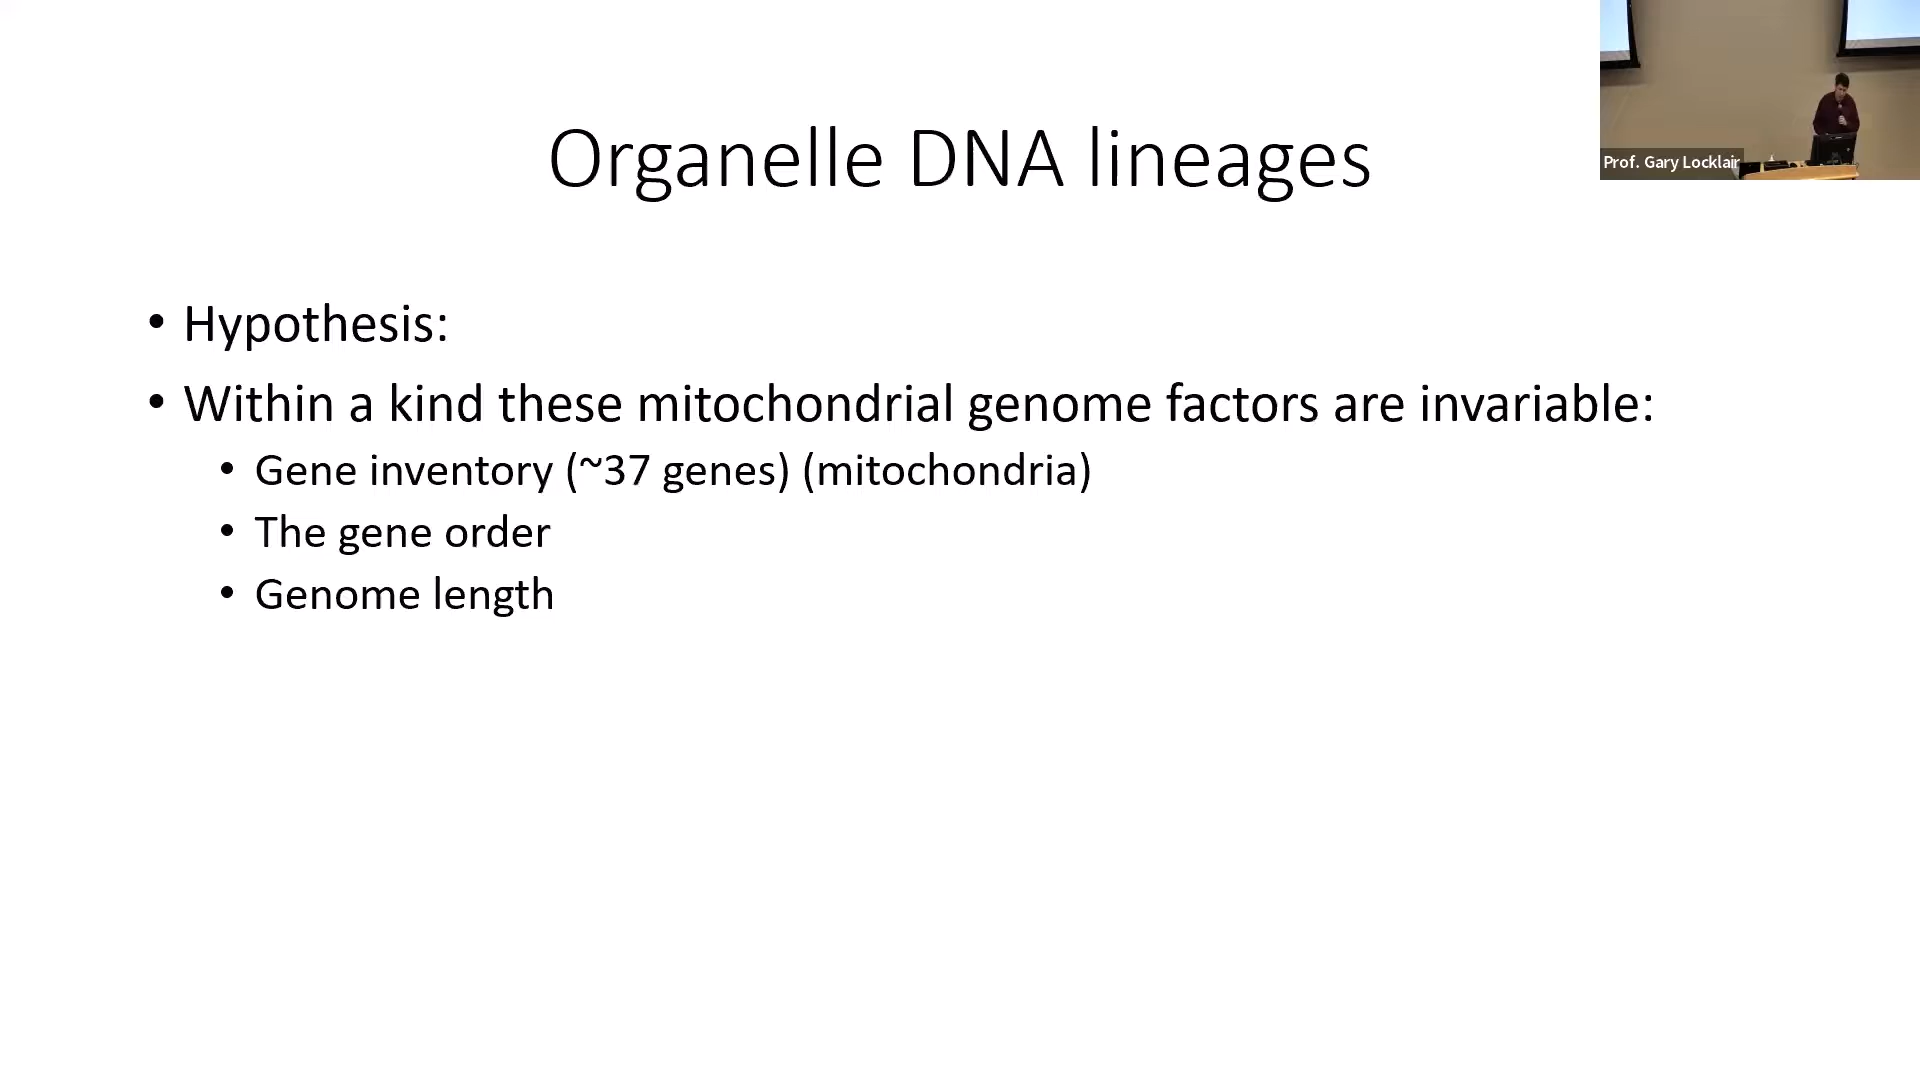 Prof. Gary Locklair
Organelle DNA lineages
• Hypothesis:
• Within a kind these mitochondrial genome factors are invariable:
• Gene inventory (~37 genes) (mitochondria)
• The gene order
• Genome length